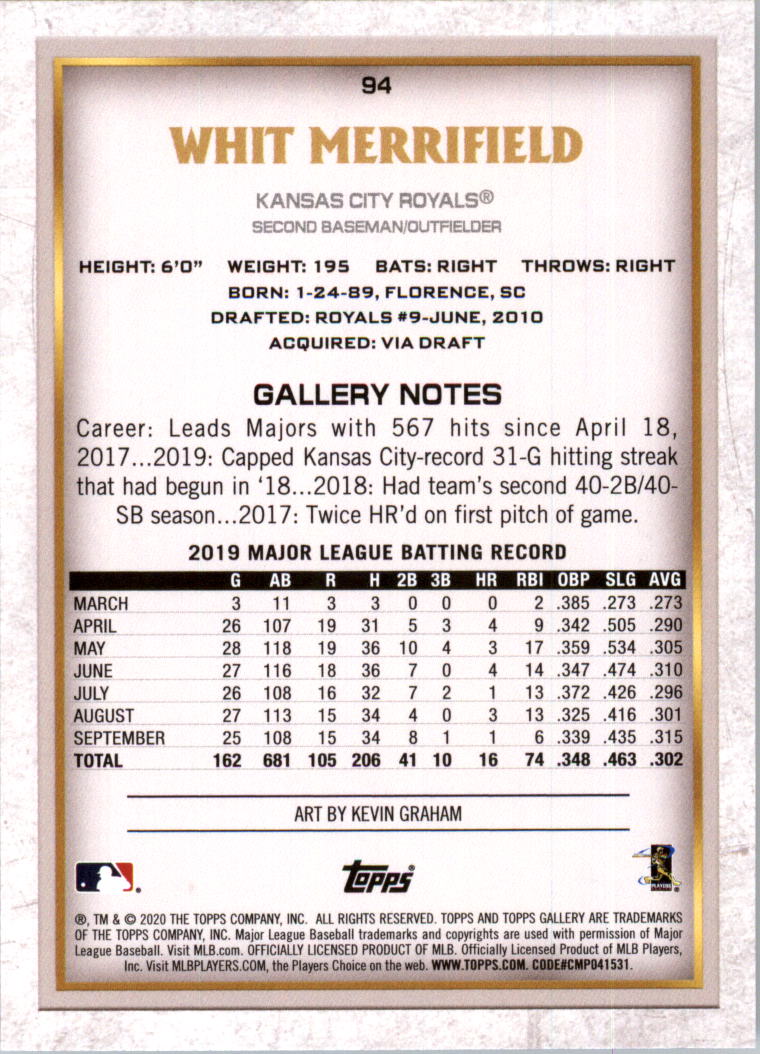 94
WHIT MERRIFIELD
KANSAS CITY ROYALS®
SECOND BASEMAN/OUTFIELDER
HEIGHT: 6'0" WEIGHT: 195 BATS: RIGHT THROWS: RIGHT
BORN: 1-24-89, FLORENCE, SC
DRAFTED: ROYALS #9-JUNE, 2010
ACQUIRED: VIA DRAFT
GALLERY NOTES
Career: Leads Majors with 567 hits since April 18,
2017...2019: Capped Kansas City-record 31-G hitting streak
that had begun in '18...2018: Had team's second 40-2B/40-
SB season...2017: Twice HR'd on first pitch of game.
2019 MAJOR LEAGUE BATTING RECORD
G AB R H 2B 3B HR RBI OBP SLG AVG
MARCH 3 11 3 3 0 0 0 2 .385 .273 .273
APRIL 26 107 19 31 5 3 4 9 .342 .505 .290
MAY 28 118 19 36 10 4 3 17 .359 .534 .305
JUNE 27 116 18 36 7 0 4 14 .347 .474 .310
JULY 26 108 16 32 7 2 1 13 .372 .426 .296
AUGUST 27 113 15 34 4 0 3 13 .325 .416 .301
SEPTEMBER 25 108 15 34 8 1 1 6 .339 .435 .315
TOTAL 162 681 105 206 41 10 16 74 .348 .463 .302
ART BY KEVIN GRAHAM
Topps®
PLAYERS
®, TM & © 2020 THE TOPPS COMPANY, INC. ALL RIGHTS RESERVED. TOPPS AND TOPPS GALLERY ARE TRADEMARKS
OF THE TOPPS COMPANY, INC. Major League Baseball trademarks and copyrights are used with permission of Major
League Baseball. Visit MLB.com. OFFICIALLY LICENSED PRODUCT OF MLB. Officially Licensed Product of MLB Players,
Inc. Visit MLBPLAYERS.COM, the Players Choice on the web. WWW.TOPPS.COM. CODE#CMP041531.